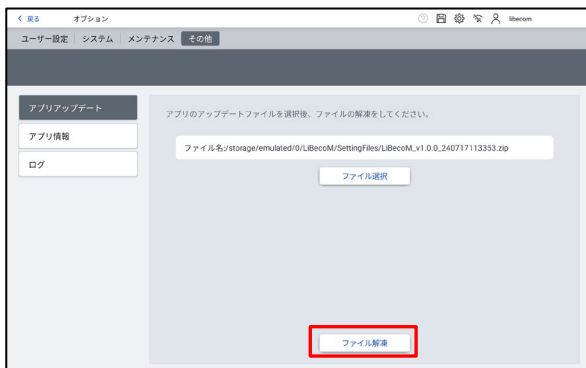 戻る オプション libecom
ユーザー設定 システム メンテナンス その他
アプリアップデート
アプリ情報
ログ
アプリのアップデートファイルを選択後、ファイルの解凍をしてください。
ファイル名:/storage/emulated/0/LiBecoM/SettingFiles/LiBecoM_v1.0.0_240717113353.zip
ファイル選択
ファイル解凍